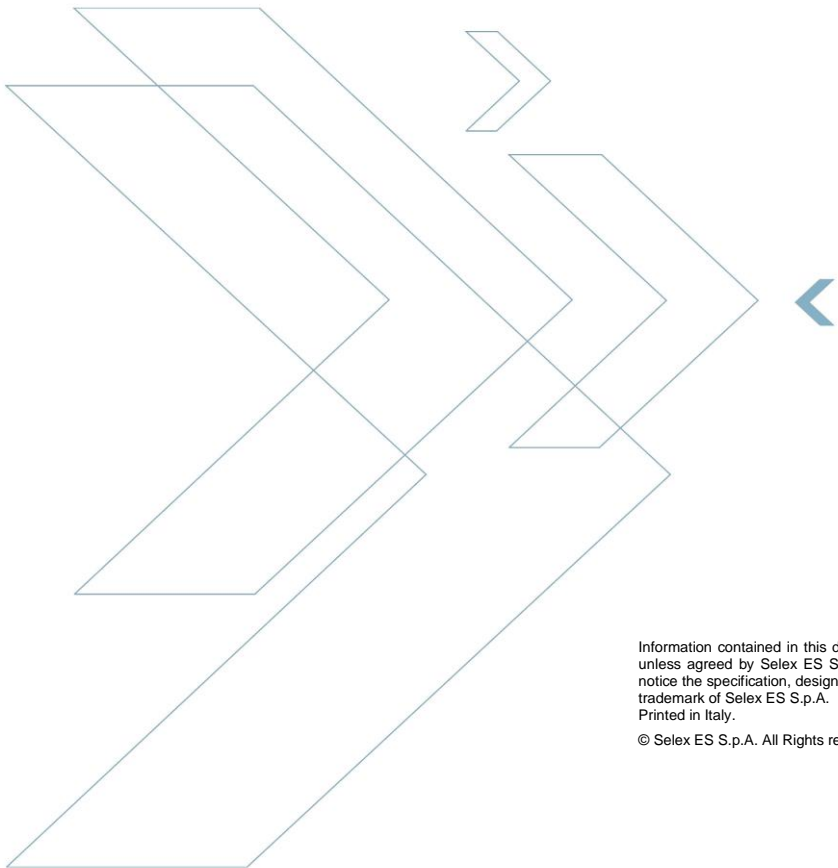 Information contained in this
unless agreed by Selex ES
notice the specification, design
trademark of Selex ES S.p.A.
Printed in Italy.
© Selex ES S.p.A. All Rights